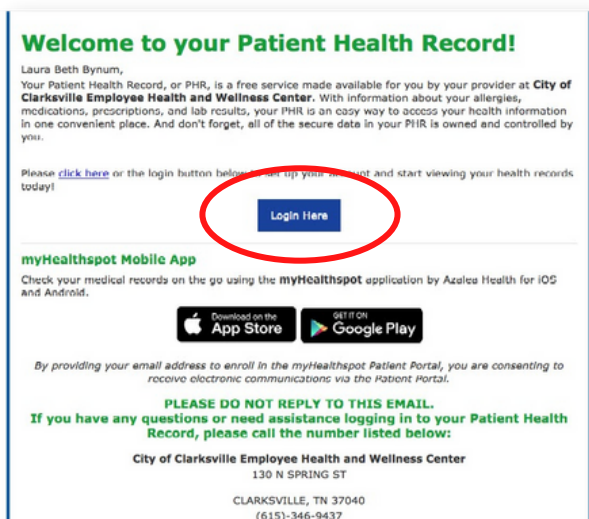 Welcome to your Patient Health Record!
Laura Beth Bynum,
Your Patient Health Record, or PHR, is a free service made available for you by your provider at City of
Clarksville Employee Health and Wellness Center. With information about your allergies,
medications, prescriptions, and lab results, your PHR is an easy way to access your health information
in one convenient place. And don't forget, all of the secure data in your PHR is owned and controlled by
you.
Please click here or the login button below to set up your account and start viewing your health records
today!
Login Here
myHealthspot Mobile App
Check your medical records on the go using the myHealthspot application by Azalea Health for iOS
and Android.
Download on the
App Store
GET IT ON
Google Play
By providing your email address to enroll in the myHealthspot Patient Portal, you are consenting to
receive electronic communications via the Patient Portal.
PLEASE DO NOT REPLY TO THIS EMAIL.
If you have any questions or need assistance logging in to your Patient Health
Record, please call the number listed below:
City of Clarksville Employee Health and Wellness Center
130 N SPRING ST
CLARKSVILLE, TN 37040
(615)-346-9437